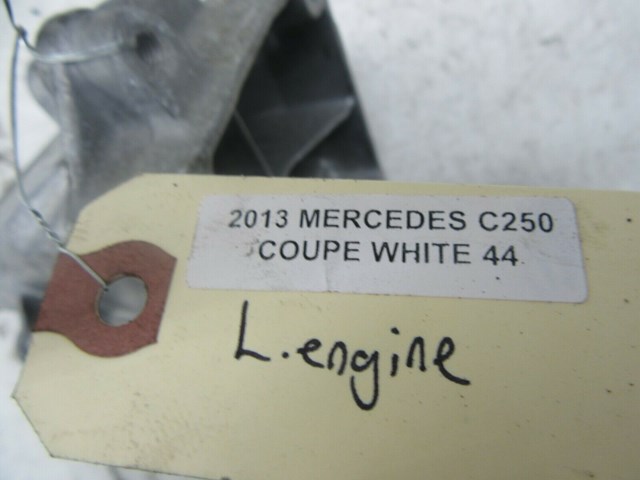 2013 MERCEDES C250
COUPE WHITE 44
L.engine